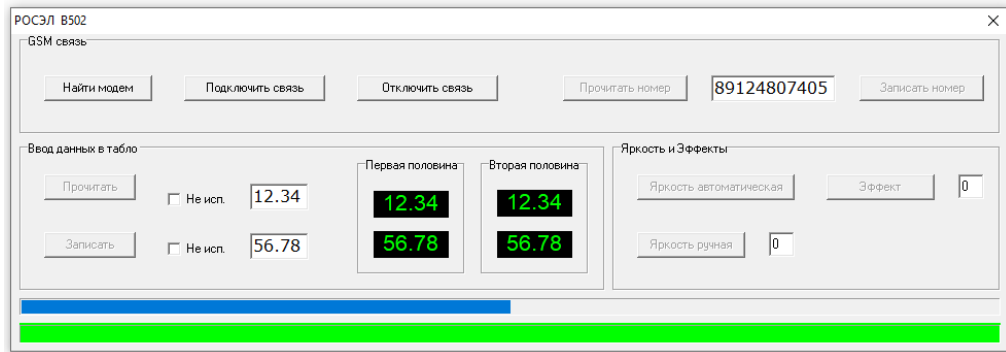 РОСЭЛ В502
GSM связь
Найти модем
Подключить связь
Отключить связь
Прочитать номер
89124807405
Записать номер
Ввод данных в табло
Прочитать
Не исп.
12.34
Записать
Не исп.
56.78
Первая половина
12.34
56.78
Вторая половина
12.34
56.78
Яркость и Эффекты
Яркость автоматическая
Эффект
0
Яркость ручная
0